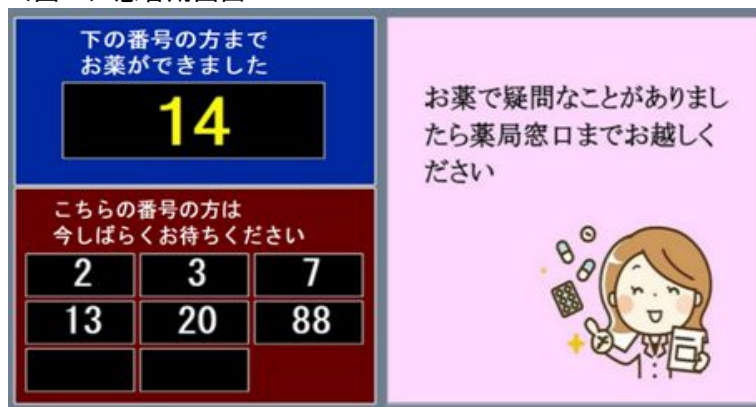 下の番号の方まで
お薬ができました
14
こちらの番号の方は
今しばらくお待ちください
2 3 7
13 20 88
お薬で疑問なことがありまし
たら薬局窓口までお越しく
ださい